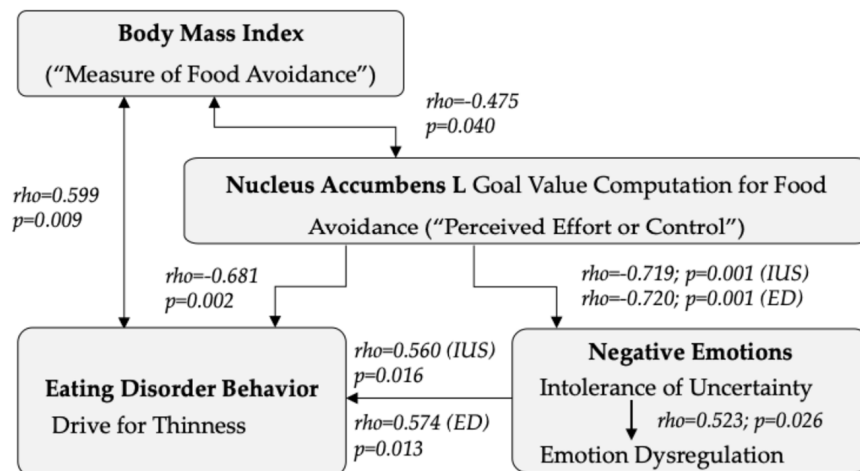 Body Mass Index
("Measure of Food Avoidance")
rho=-0.475
p=0.040
rho=0.599
p=0.009
Nucleus Accumbens L Goal Value Computation for Food
Avoidance ("Perceived Effort or Control")
rho=-0.681
p=0.002
rho=-0.719; p=0.001 (IUS)
rho=-0.720; p=0.001 (ED)
Eating Disorder Behavior
Drive for Thinness
rho=0.560 (IUS)
p=0.016
rho=0.574 (ED)
p=0.013
Negative Emotions
Intolerance of Uncertainty
rho=0.523; p=0.026
Emotion Dysregulation